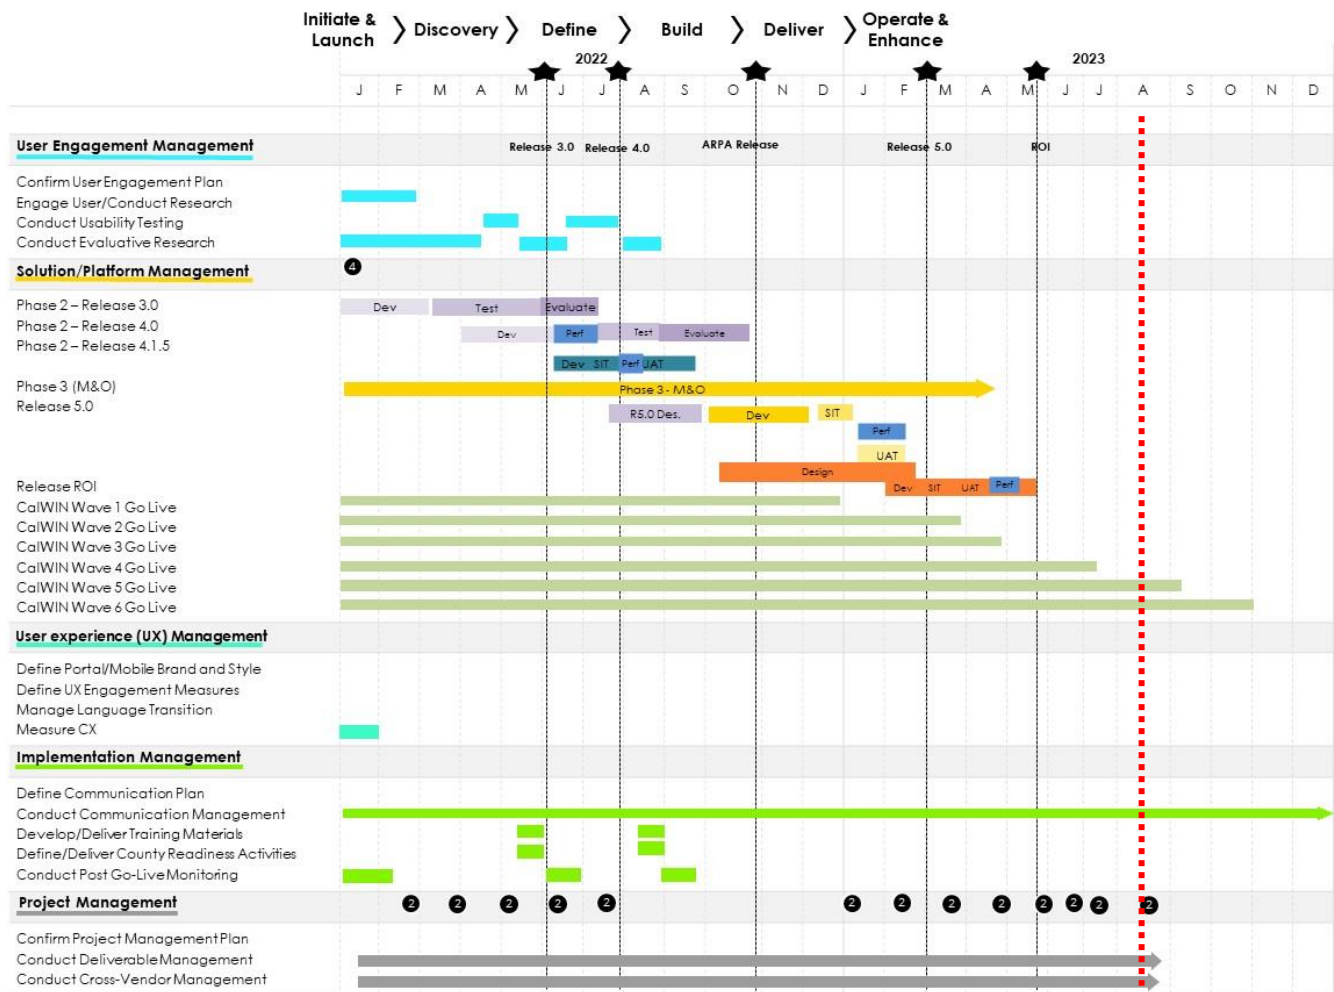 Initiate &
Launch
Discovery
Define
Build
Deliver
Operate &
Enhance
2022
2023
J F M A M J J A S O N D J F M A M J J A S O N D
User Engagement Management
Release 3.0
Release 4.0
ARPA Release
Release 5.0
ROI
Confirm User Engagement Plan
Engage User/Conduct Research
Conduct Usability Testing
Conduct Evaluative Research
Solution/Platform Management
4
Phase 2 – Release 3.0
Dev Test Evaluate
Phase 2 – Release 4.0
Dev Perf Test Evaluate
Phase 2 – Release 4.1.5
Dev SIT Perf UAT
Phase 3 (M&O)
Phase 3 - M&O
Release 5.0
R5.0 Des. Dev SIT
Perf
UAT
Design
Release ROI
Dev SIT UAT Perf
CalWIN Wave 1 Go Live
CalWIN Wave 2 Go Live
CalWIN Wave 3 Go Live
CalWIN Wave 4 Go Live
CalWIN Wave 5 Go Live
CalWIN Wave 6 Go Live
User experience (UX) Management
Define Portal/Mobile Brand and Style
Define UX Engagement Measures
Manage Language Transition
Measure CX
Implementation Management
Define Communication Plan
Conduct Communication Management
Develop/Deliver Training Materials
Define/Deliver County Readiness Activities
Conduct Post Go-Live Monitoring
Project Management
2 2 2 2 2 2 2 2 2 2 2 2 2
Confirm Project Management Plan
Conduct Deliverable Management
Conduct Cross-Vendor Management